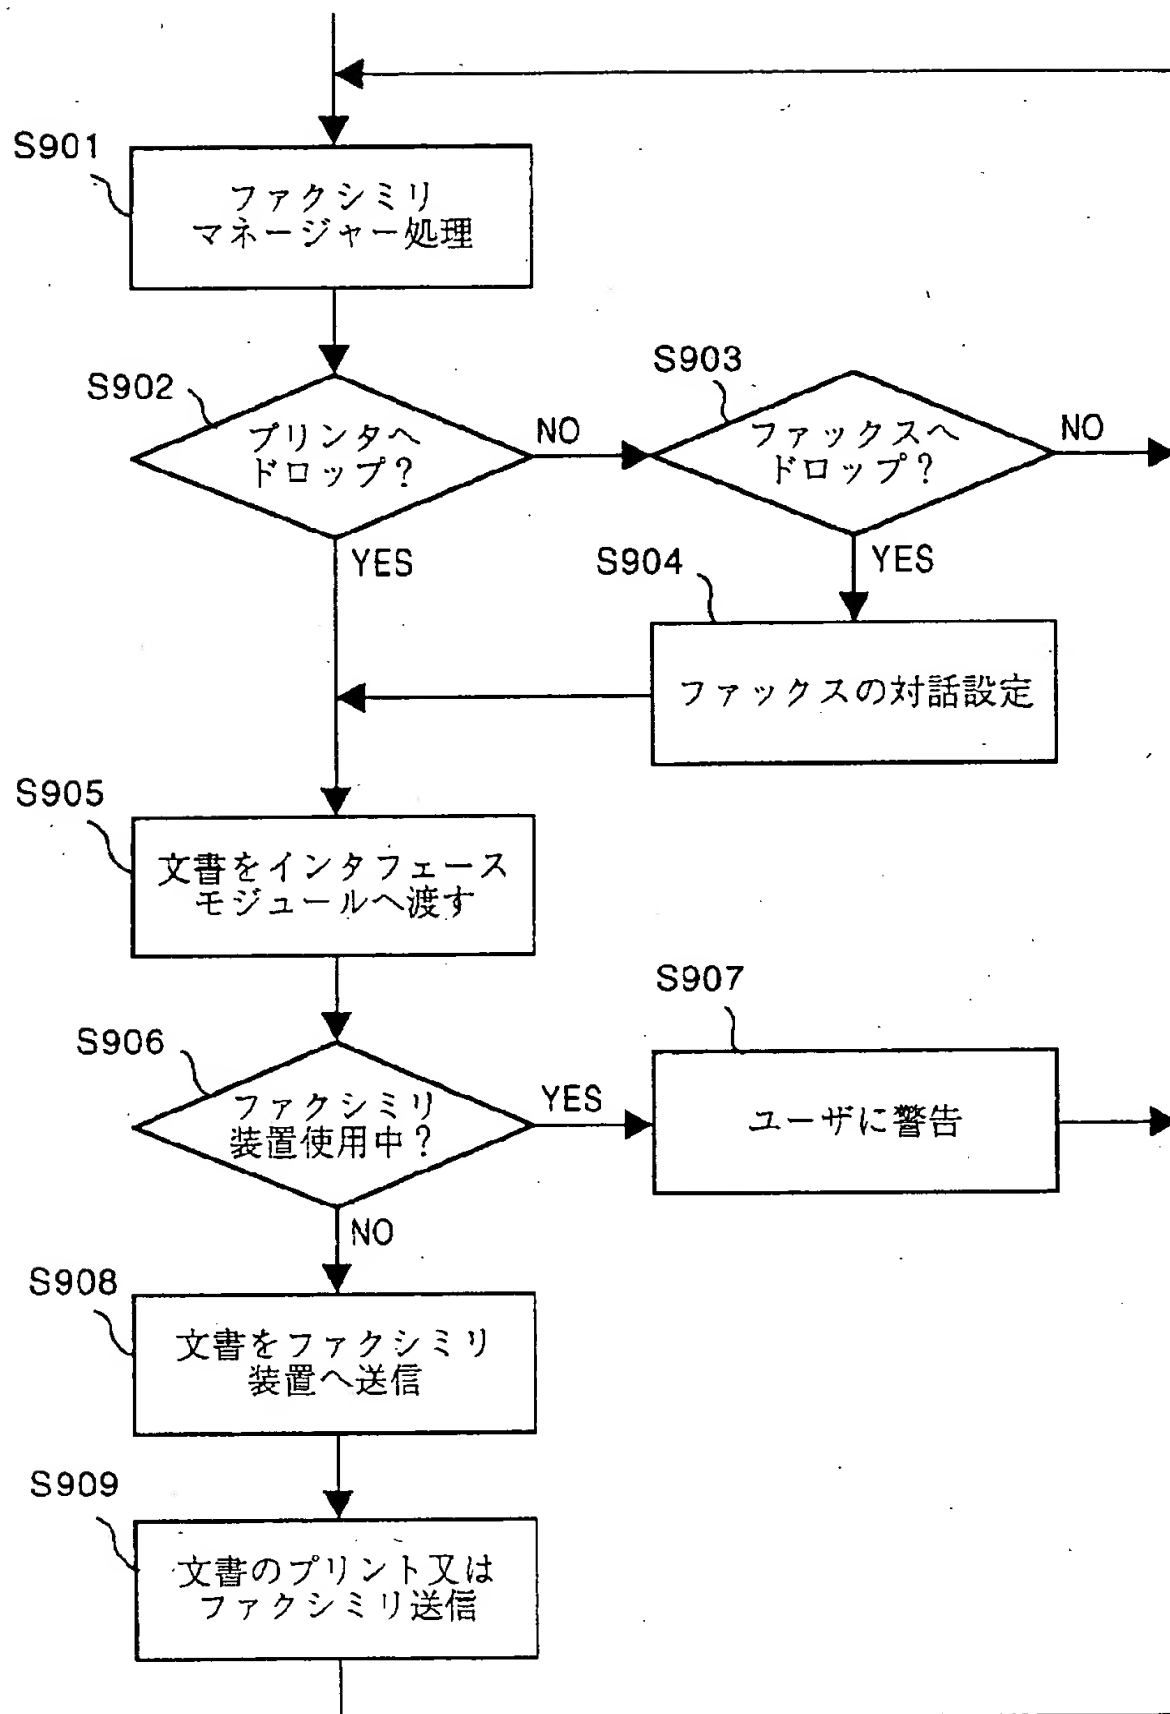 S901
ファクシミリ
マネージャー処理
S902
プリンタへ
ドロップ?
NO
YES
S903
ファックスへ
ドロップ?
NO
YES
S904
ファックスの対話設定
S905
文書をインタフェース
モジュールへ渡す
S906
ファクシミリ
装置使用中?
YES
NO
S907
ユーザに警告
S908
文書をファクシミリ
装置へ送信
S909
文書のプリント又は
ファクシミリ送信